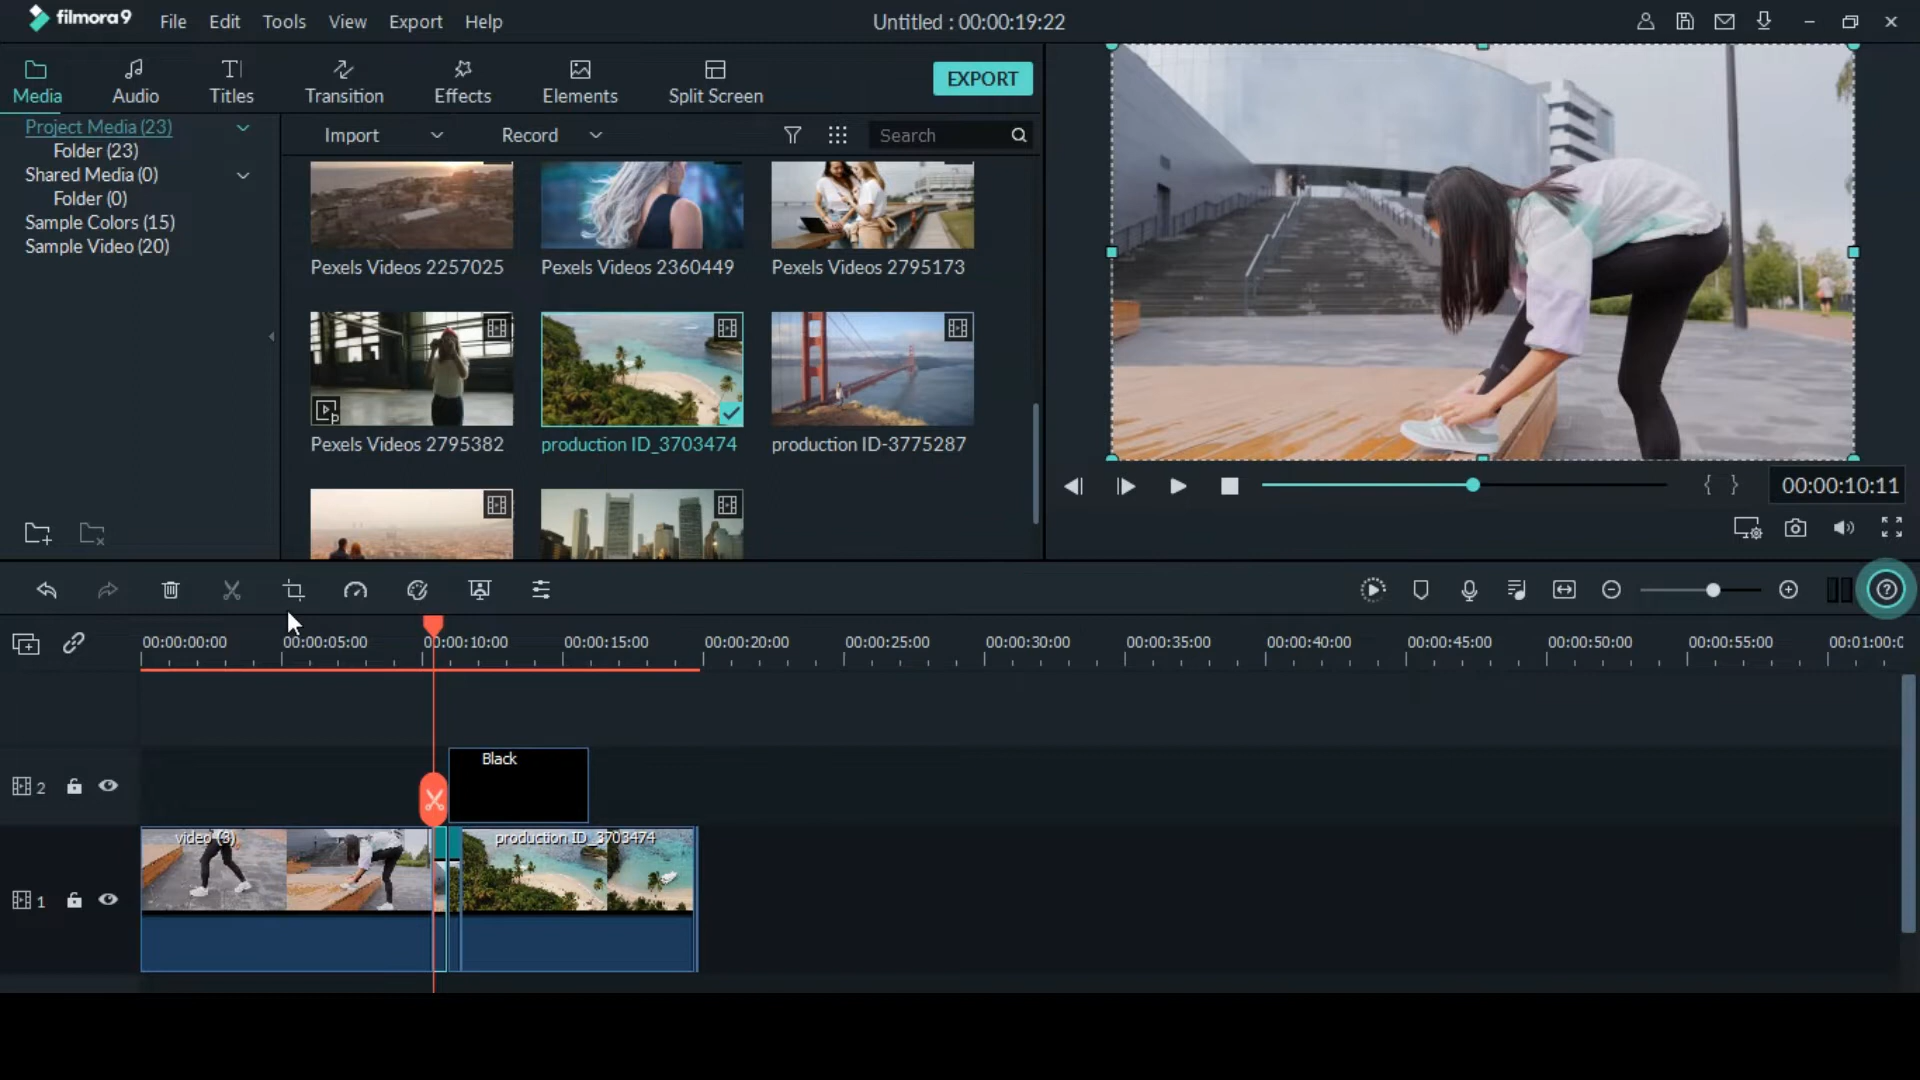 filmora9
File Edit Tools View Export Help
Untitled : 00:00:19:22
Media Audio Titles Transition Effects Elements Split Screen
EXPORT
Project Media (23)
Folder (23)
Shared Media (0)
Folder (0)
Sample Colors (15)
Sample Video (20)
Import Record Search
Pexels Videos 2257025 Pexels Videos 2360449 Pexels Videos 2795173
Pexels Videos 2795382 production ID_3703474 production ID-3775287
00:00:10:11
00:00:00:00 00:00:05:00 00:00:10:00 00:00:15:00 00:00:20:00 00:00:25:00 00:00:30:00 00:00:35:00 00:00:40:00 00:00:45:00 00:00:50:00 00:00:55:00 00:01:00:0
Black
2
video (3) production ID_3703474
1